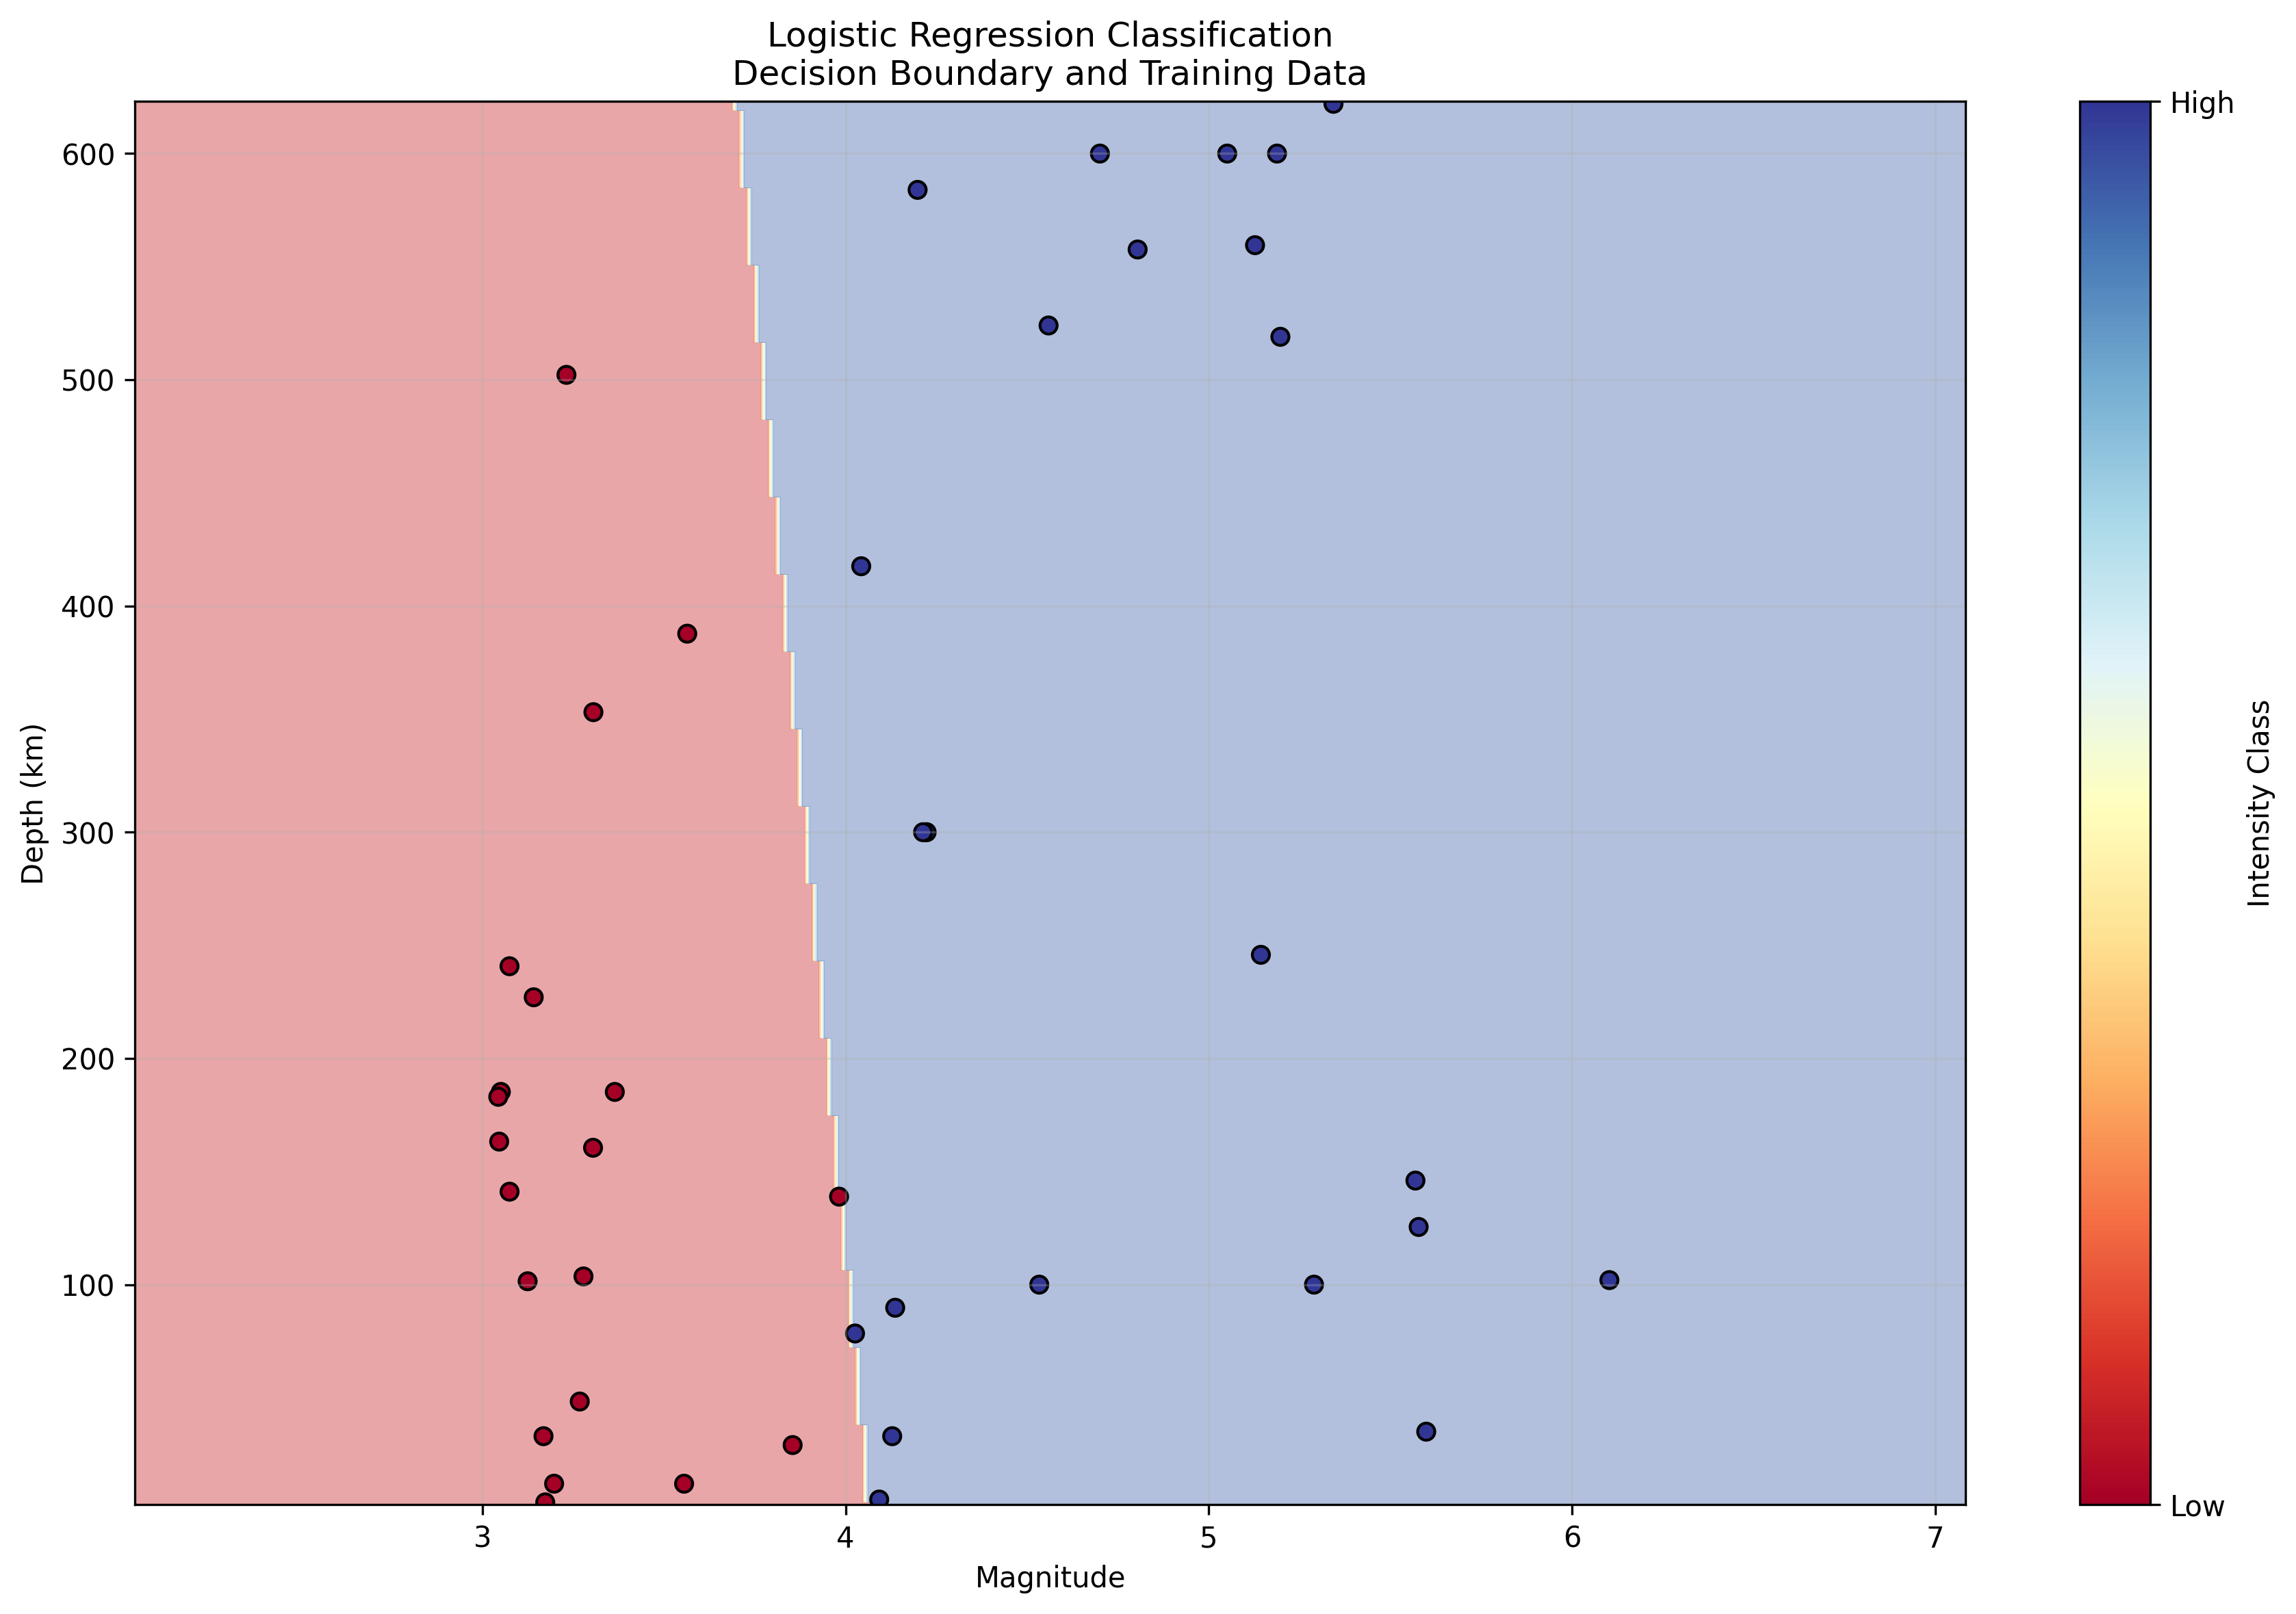 Logistic Regression Classification
Decision Boundary and Training Data
High
600
500
400
300
200
100
Depth (km)
Intensity Class
Low
3
4
5
6
7
Magnitude